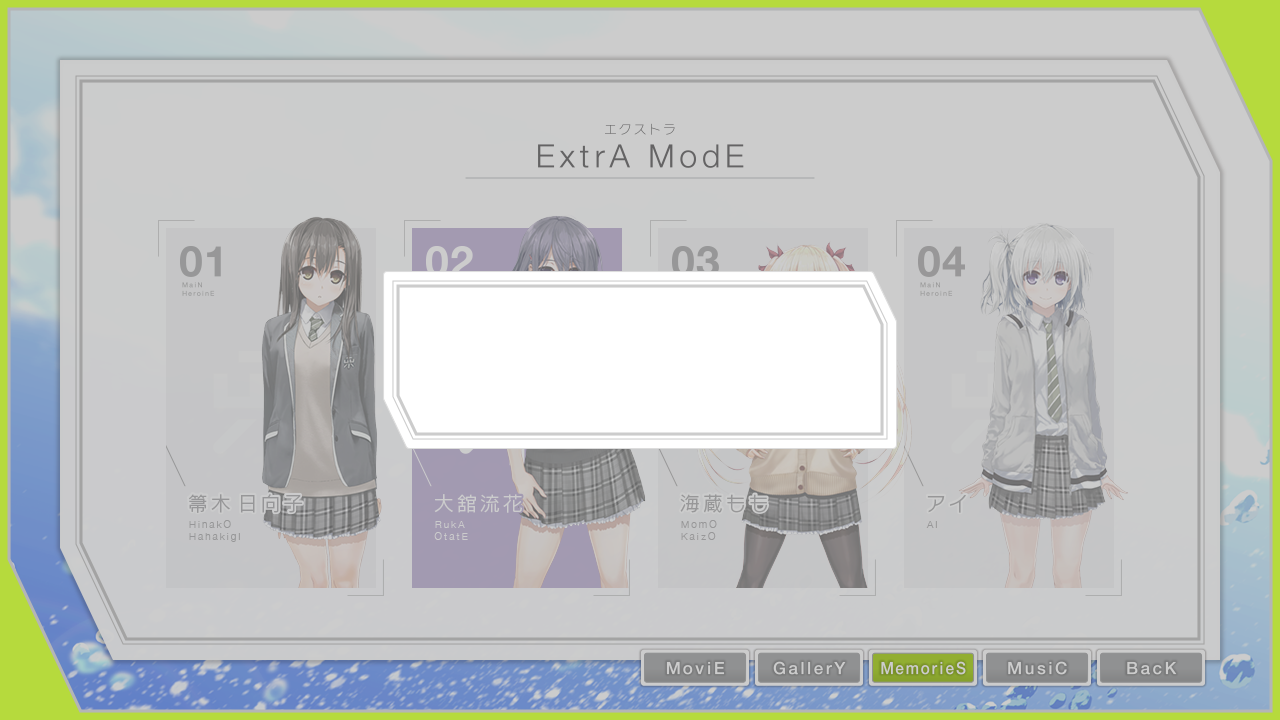 エクストラ
ExtrA ModE
01
MaiN
HeroinE
02
03
04
MaiN
HeroinE
箒木日向子
HinakO
HahakigI
大舘流花
RukA
OtatE
海蔵もも
MomO
KaizO
アイ
AI
MoviE
GallerY
MemorieS
MusiC
BacK